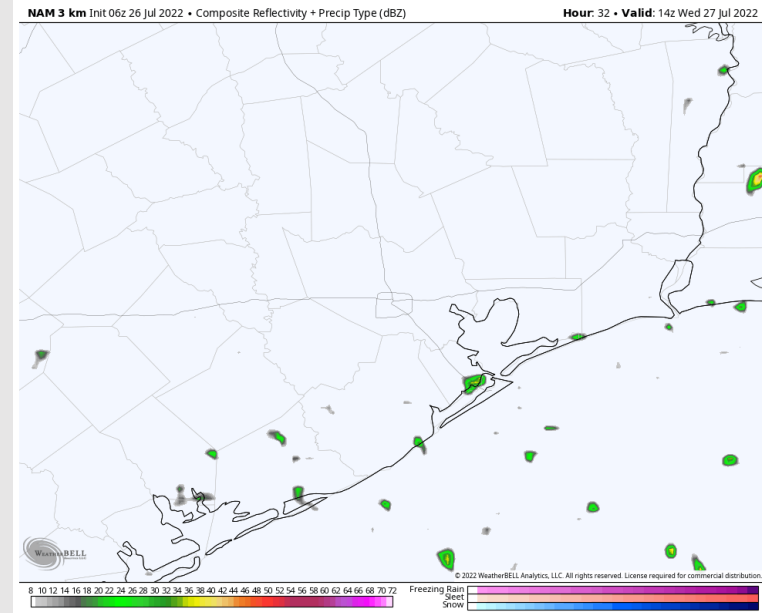 NAM 3 km Init 06z 26 Jul 2022 • Composite Reflectivity + Precip Type (dBZ)
Hour: 32 • Valid: 14z Wed 27 Jul 2022
WEATHERBELL
© 2022 WeatherBELL Analytics, LLC. All rights reserved. License required for commercial distribution.
8 10 12 14 16 18 20 22 24 26 28 30 32 34 36 38 40 42 44 46 48 50 52 54 56 58 60 62 64 66 68 70 72
Freezing Rain
Sleet
Snow